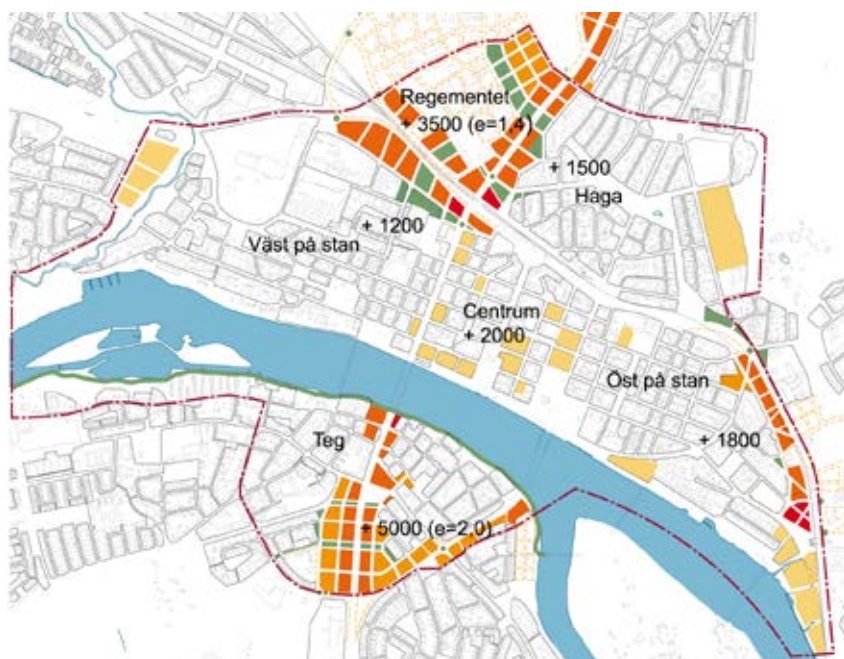 Regementet
+ 3500 (e=1,4)
+ 1500
Haga
+ 1200
Väst på stan
Centrum
+ 2000
Öst på stan
+ 1800
Teg
+ 5000 (e=2,0)